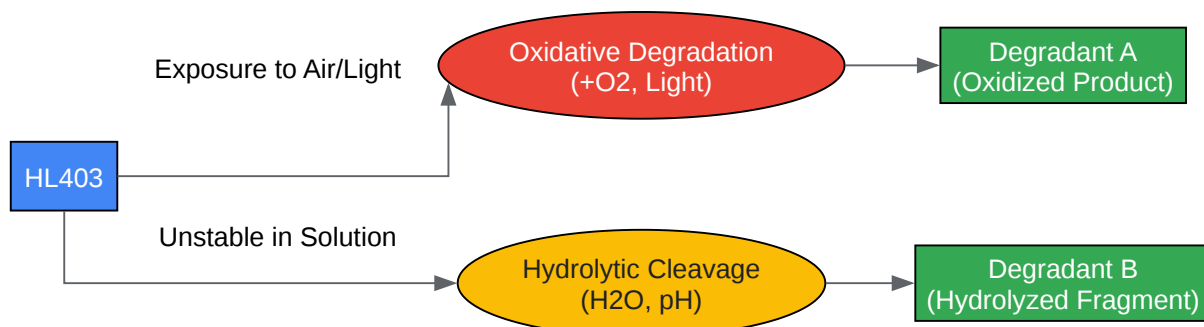 Exposure to Air/Light
Oxidative Degradation
(+O2, Light)
Degradant A
(Oxidized Product)
HL403
Unstable in Solution
Hydrolytic Cleavage
(H2O, pH)
Degradant B
(Hydrolyzed Fragment)